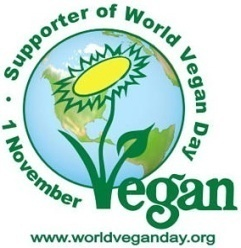 • Supporter of World Vegan Day
1 November
Vegan
www.worldveganday.org